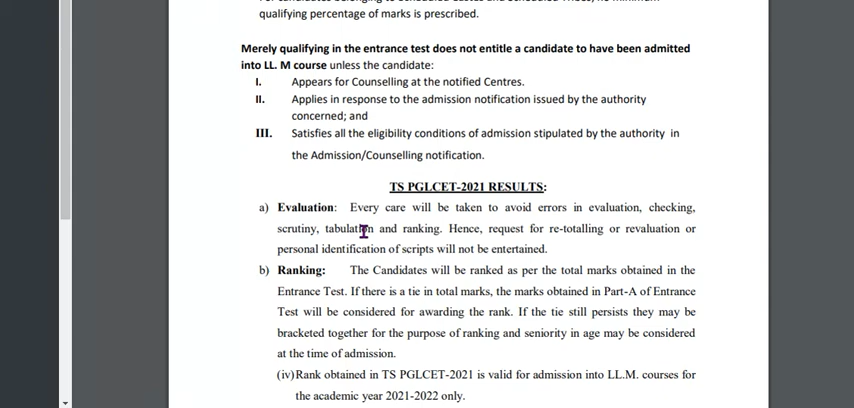 qualifying percentage of marks is prescribed.
Merely qualifying in the entrance test does not entitle a candidate to have been admitted
into LL. M course unless the candidate:
I. Appears for Counselling at the notified Centres.
II. Applies in response to the admission notification issued by the authority
concerned; and
III. Satisfies all the eligibility conditions of admission stipulated by the authority in
the Admission/Counselling notification.
TS PGLCET-2021 RESULTS:
a) Evaluation: Every care will be taken to avoid errors in evaluation, checking,
scrutiny, tabulation and ranking. Hence, request for re-totalling or revaluation or
personal identification of scripts will not be entertained.
b) Ranking: The Candidates will be ranked as per the total marks obtained in the
Entrance Test. If there is a tie in total marks, the marks obtained in Part-A of Entrance
Test will be considered for awarding the rank. If the tie still persists they may be
bracketed together for the purpose of ranking and seniority in age may be considered
at the time of admission.
(iv) Rank obtained in TS PGLCET-2021 is valid for admission into LL.M. courses for
the academic year 2021-2022 only.